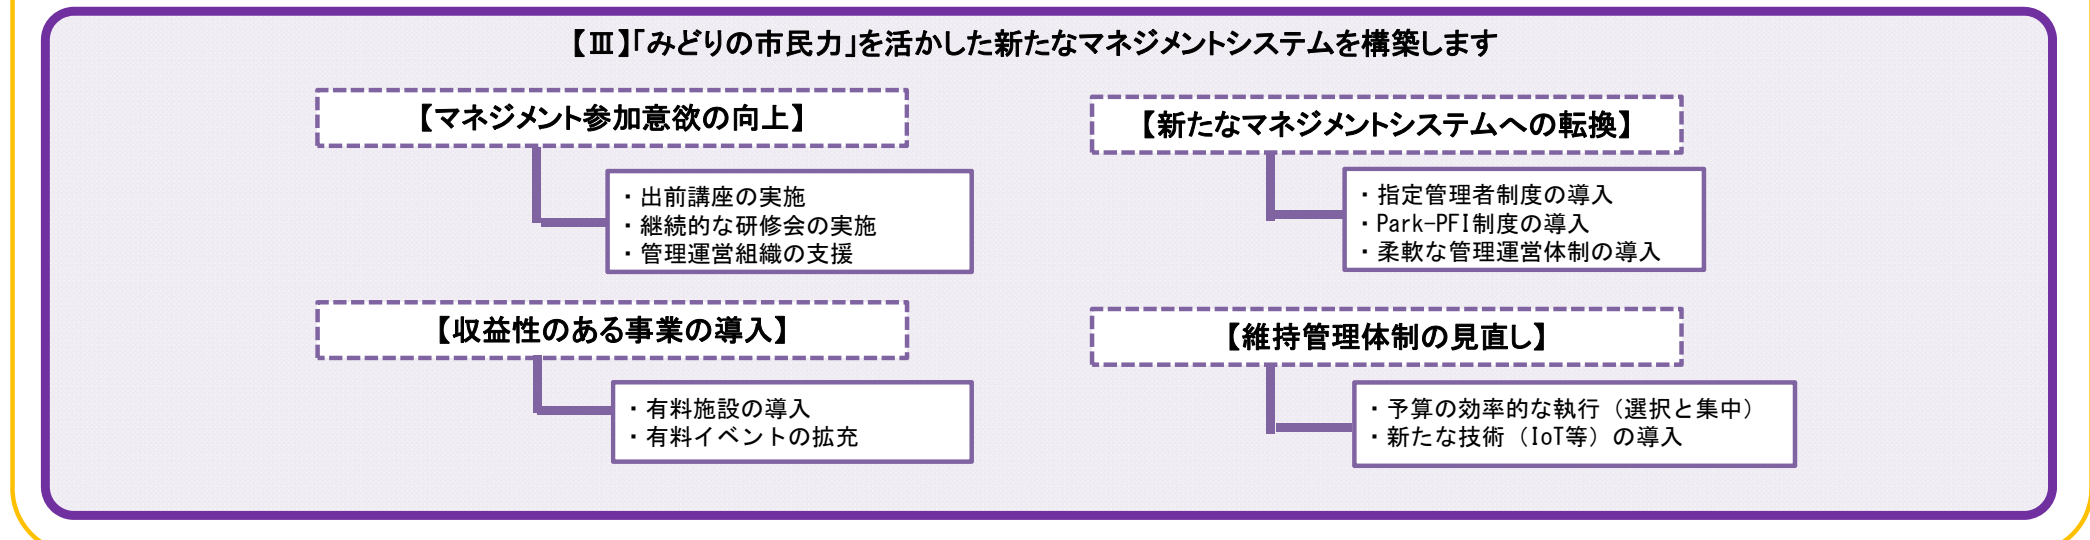 【Ⅲ】「みどりの市民力」を活かした新たなマネジメントシステムを構築します
【マネジメント参加意欲の向上】
・出前講座の実施
・継続的な研修会の実施
・管理運営組織の支援
【新たなマネジメントシステムへの転換】
・指定管理者制度の導入
・Park-PFI制度の導入
・柔軟な管理運営体制の導入
【収益性のある事業の導入】
・有料施設の導入
・有料イベントの拡充
【維持管理体制の見直し】
・予算の効率的な執行（選択と集中）
・新たな技術（IoT等）の導入